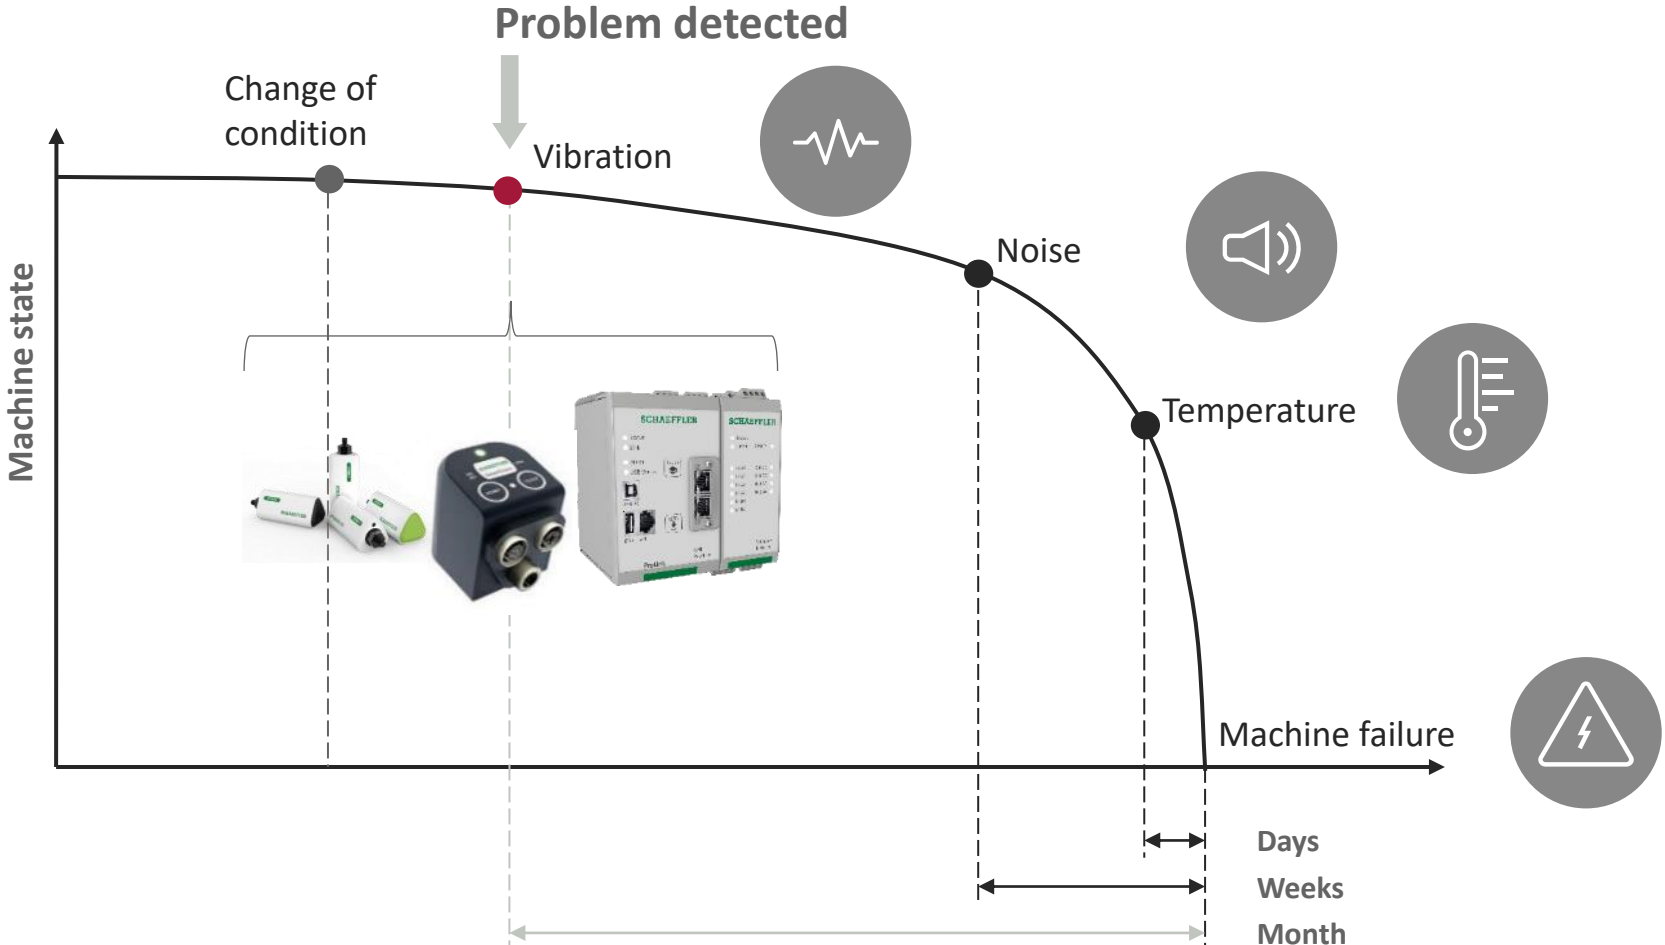 Problem detected
Change of
condition
Vibration
Noise
Temperature
Machine failure
Machine state
SCHAEFFLER
SCHAEFFLER
Days
Weeks
Month